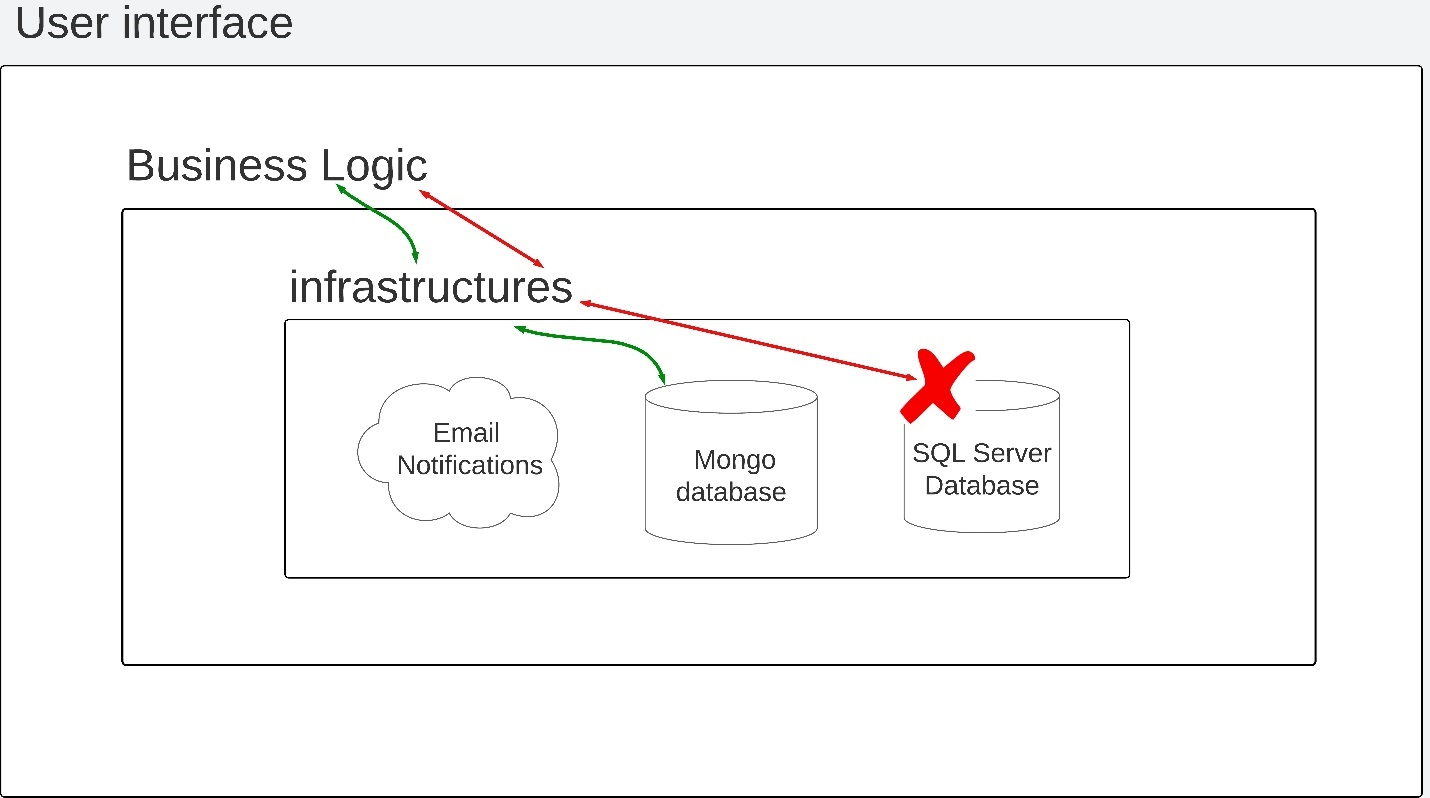 User interface
Business Logic
infrastructures
Email
Notifications
Mongo
database
SQL Server
Database